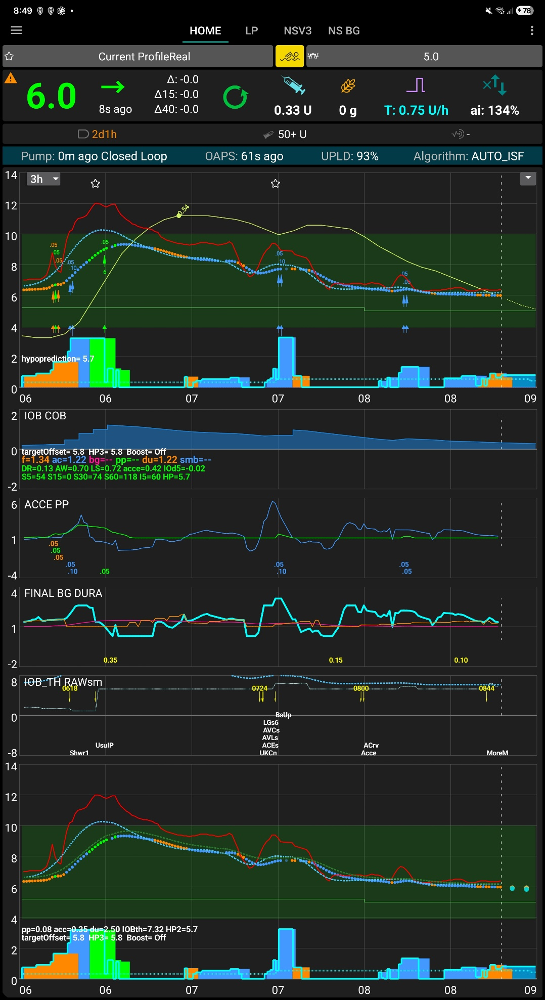 8:49
78
HOME LP NSV3 NS BG
Current ProfileReal 5.0
6.0
8s ago
Δ: -0.0
Δ15: -0.0
Δ40: -0.0
0.33 U 0 g T: 0.75 U/h ai: 134%
2d1h 50+ U -
Pump: 0m ago Closed Loop OAPS: 61s ago UPLD: 93% Algorithm: AUTO_ISF
14
3h
12
0.54
10
.05 .05
.05
.05 .05 .05
.10 .10
8
6
.05
.05
6
4
2
hypoprediction= 5.7
0
06 06 07 07 08 08 09
2
IOB COB
0
targetOffset= 5.8 HP3= 5.8 Boost= Off
f=1.34 ac=1.22 bg=-- pp=-- du=1.22 smb=--
DR=0.13 AW=0.70 LS=0.72 acce=0.42 IOd5=-0.02
S5=54 S15=0 S30=74 S60=118 I5=60 HP=5.7
-2
6
ACCE PP
1
.05
.05
.05
.05 .05 .05
.10 .05 .10 .05
-4
4
FINAL BG DURA
1
0.35 0.15 0.10
-2
8
IOB_TH RAWsm
0618 0724 0800 0844
0
BsUp
LGs6
AVCs
AVLs
UsulP ACEs ACrv
-8
Shwr1 UKCn Acce MoreM
14
12
10
8
6
4
pp=0.08 acc=0.35 du=2.50 IOBth=7.32 HP2=5.7
targetOffset= 5.8 HP3= 5.8 Boost= Off
2
0
06 06 07 07 08 08 09